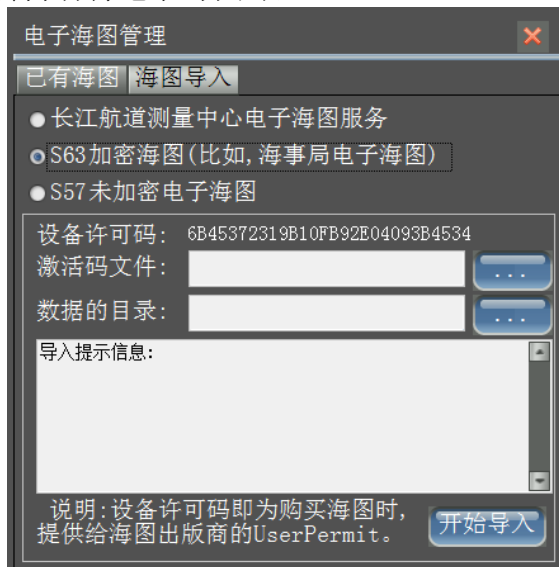 电子海图管理
已有海图 海图导入
长江航道测量中心电子海图服务
S63加密海图(比如,海事局电子海图)
S57未加密电子海图
设备许可码: 6B45372319B10FB92E04093B4534
激活码文件: ...
数据的目录: ...
导入提示信息:
说明:设备许可码即为购买海图时,
提供给海图出版商的UserPermit。
开始导入